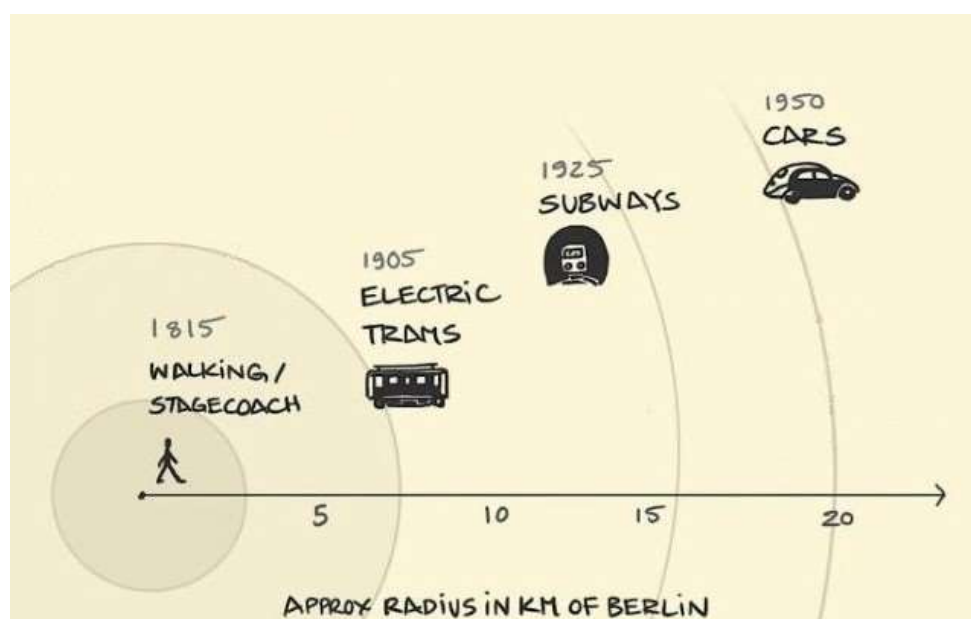 1950
CARS
1925
SUBWAYS
1905
ELECTRIC
TRAMS
1815
WALKING/
STAGECOACH
5 10 15 20
APPROX RADIUS IN KM OF BERLIN